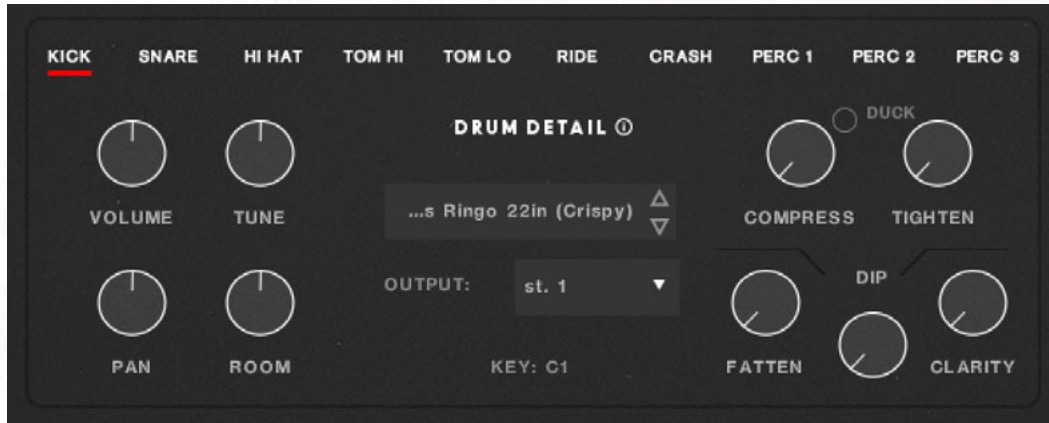 KICK SNARE HI HAT TOM HI TOM LO RIDE CRASH PERC 1 PERC 2 PERC 3
DRUM DETAIL
DUCK
VOLUME TUNE
...s Ringo 22in (Crispy)
COMPRESS TIGHTEN
OUTPUT: st. 1
DIP
PAN ROOM
KEY: C1
FATTEN CLARITY